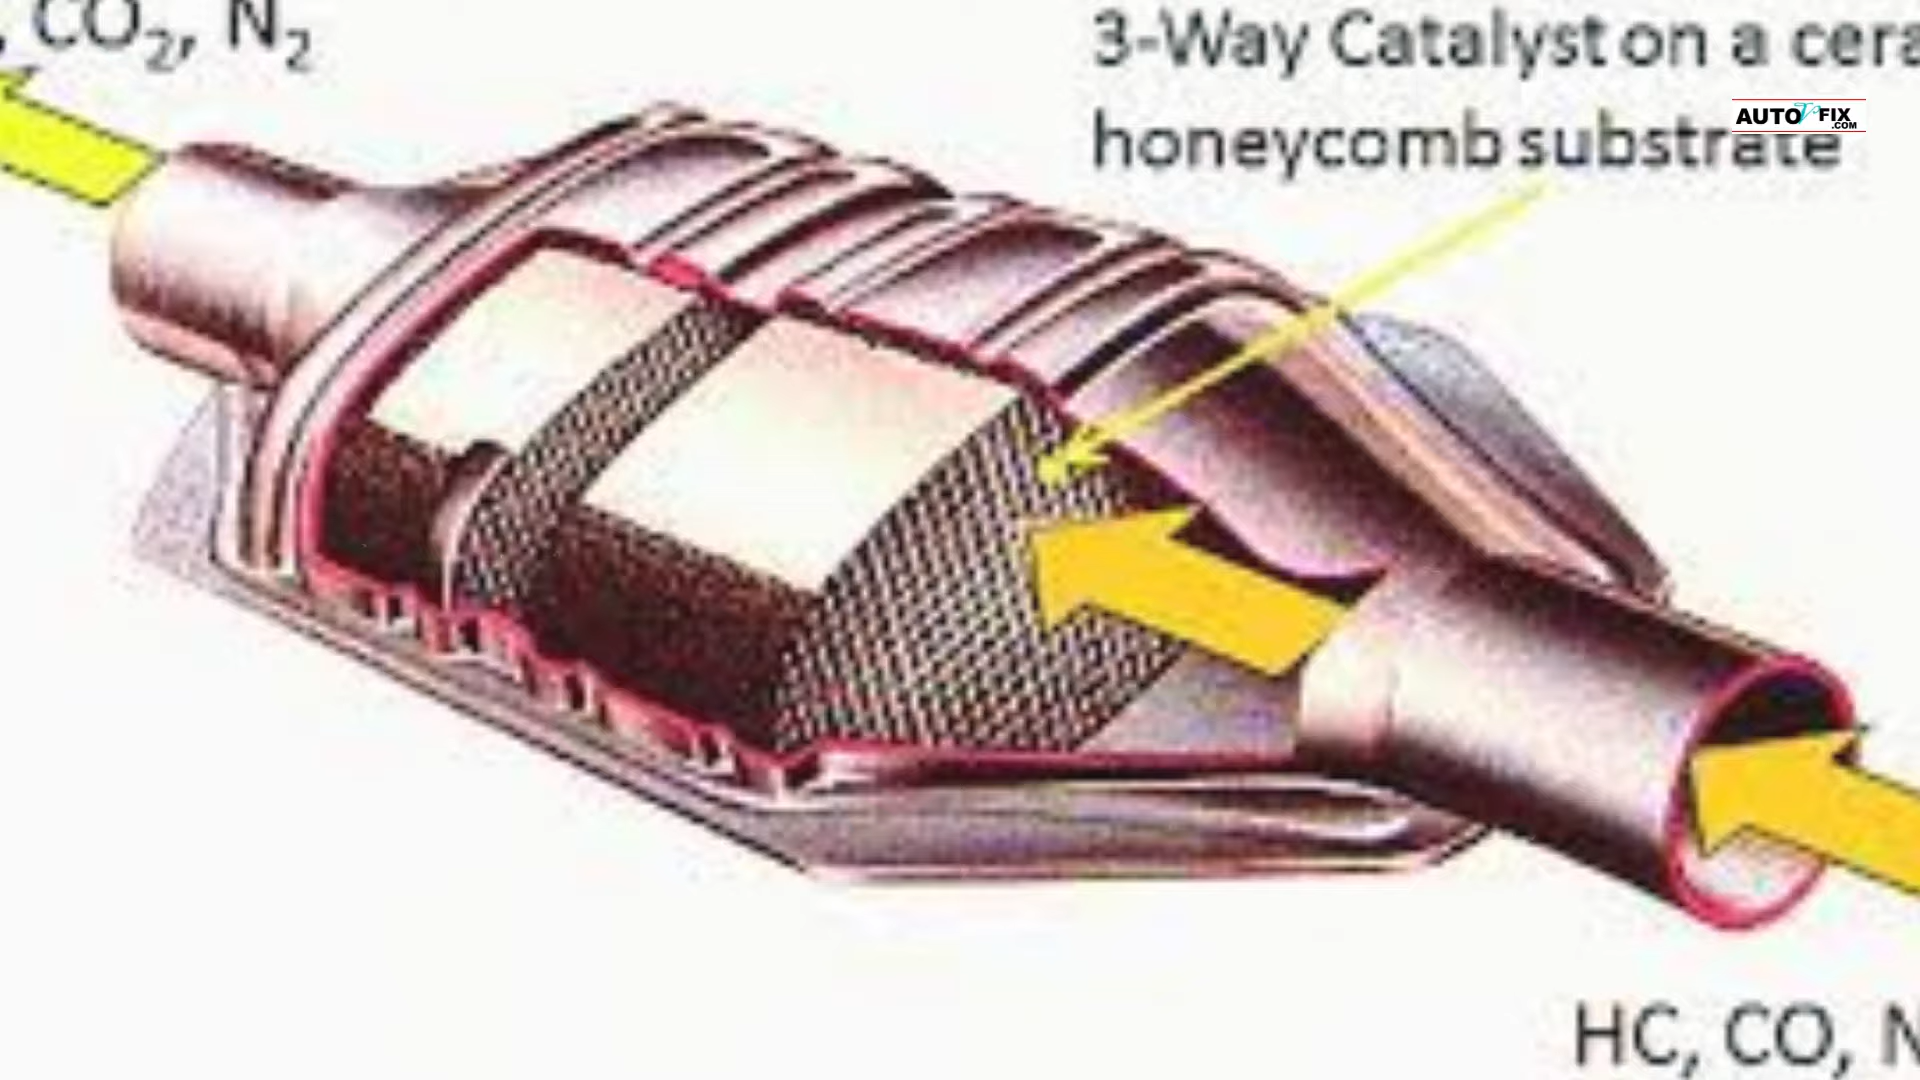 , CO₂, N₂
3-Way Catalyst on a cera
honeycomb substrate
AUTO FIX
.COM
HC, CO, N